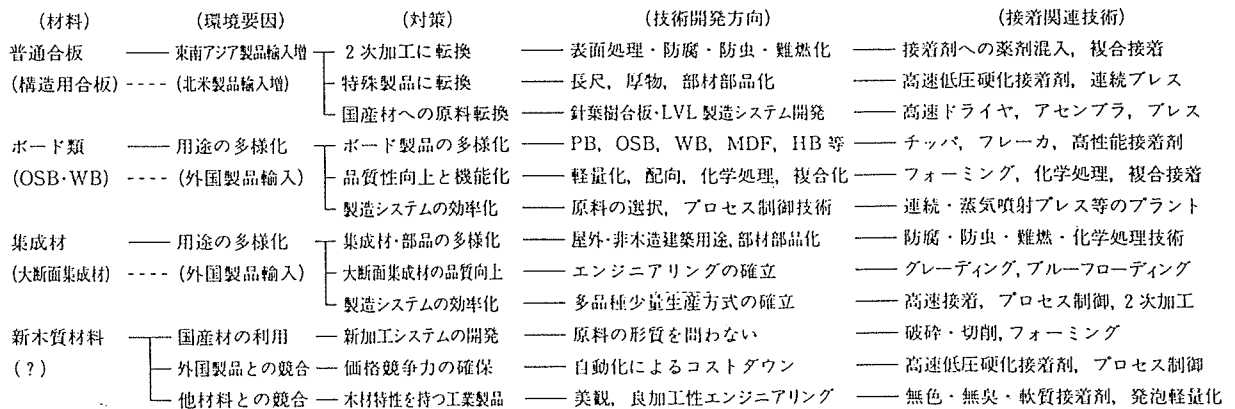 (材料) (環境要因) (対策) (技術開発方向) (接着関連技術)
普通合板 東南アジア製品輸入増 2次加工に転換 表面処理・防腐・防虫・難燃化 接着剤への薬剤混入，複合接着
(構造用合板) ---- (北米製品輸入増) 特殊製品に転換 長尺，厚物，部材部品化 高速低圧硬化接着剤，連続プレス
国産材への原料転換 針葉樹合板・LVL製造システム開発 高速ドライヤ，アセンブラ，プレス
ボード類 用途の多様化 ボード製品の多様化 PB，OSB，WB，MDF，HB等 チッパ，フレーカ，高性能接着剤
(OSB・WB) ---- (外国製品輸入) 品質性向上と機能化 軽量化，配向，化学処理，複合化 フォーミング，化学処理，複合接着
製造システムの効率化 原料の選択，プロセス制御技術 連続・蒸気噴射プレス等のプラント
集成材 用途の多様化 集成材・部品の多様化 屋外・非木造建築用途，部材部品化 防腐・防虫・難燃・化学処理技術
(大断面集成材) ---- (外国製品輸入) 大断面集成材の品質向上 エンジニアリングの確立 グレーディング，プルーフローディング
製造システムの効率化 多品種少量生産方式の確立 高速接着，プロセス制御，2次加工
新木質材料 国産材の利用 新加工システムの開発 原料の形質を問わない 破砕・切削，フォーミング
(？) 外国製品との競合 価格競争力の確保 自動化によるコストダウン 高速低圧硬化接着剤，プロセス制御
他材料との競合 木材特性を持つ工業製品 美観，良加工性エンジニアリング 無色・無臭・軟質接着剤，発泡軽量化